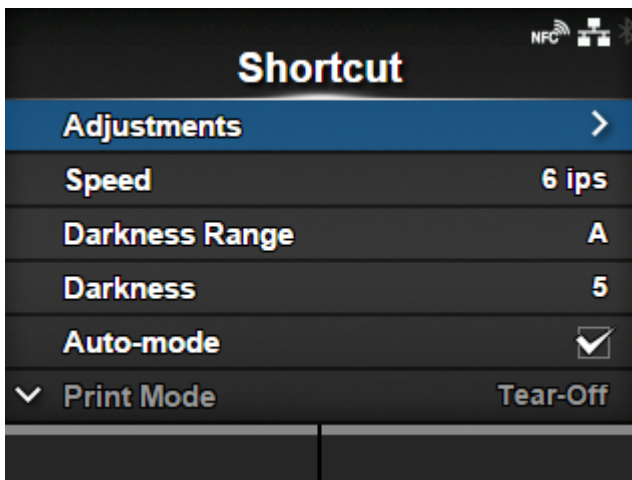 NFC
Shortcut
Adjustments
Speed 6 ips
Darkness Range A
Darkness 5
Auto-mode
Print Mode Tear-Off